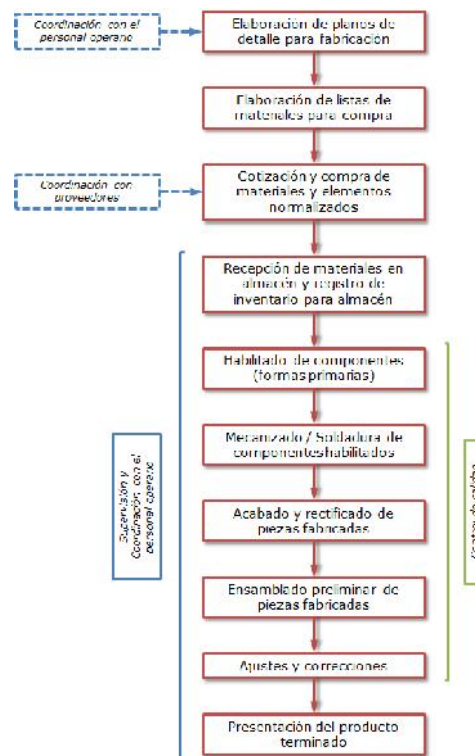 Coordinación con el
personal operario
Elaboración de planos de
detalle para fabricación
Elaboración de listas de
materiales para compra
Coordinación con
proveedores
Cotización y compra de
materiales y elementos
normalizados
Recepción de materiales en
almacén y registro de
inventario para almacén
Habilitado de componentes
(formas primarias)
Mecanizado / Soldadura de
componentes habilitados
Supervisión y
Coordinación con el
personal operario
Acabado y rectificado de
piezas fabricadas
Ensamblado preliminar de
piezas fabricadas
Ajustes y correcciones
Presentación del producto
terminado